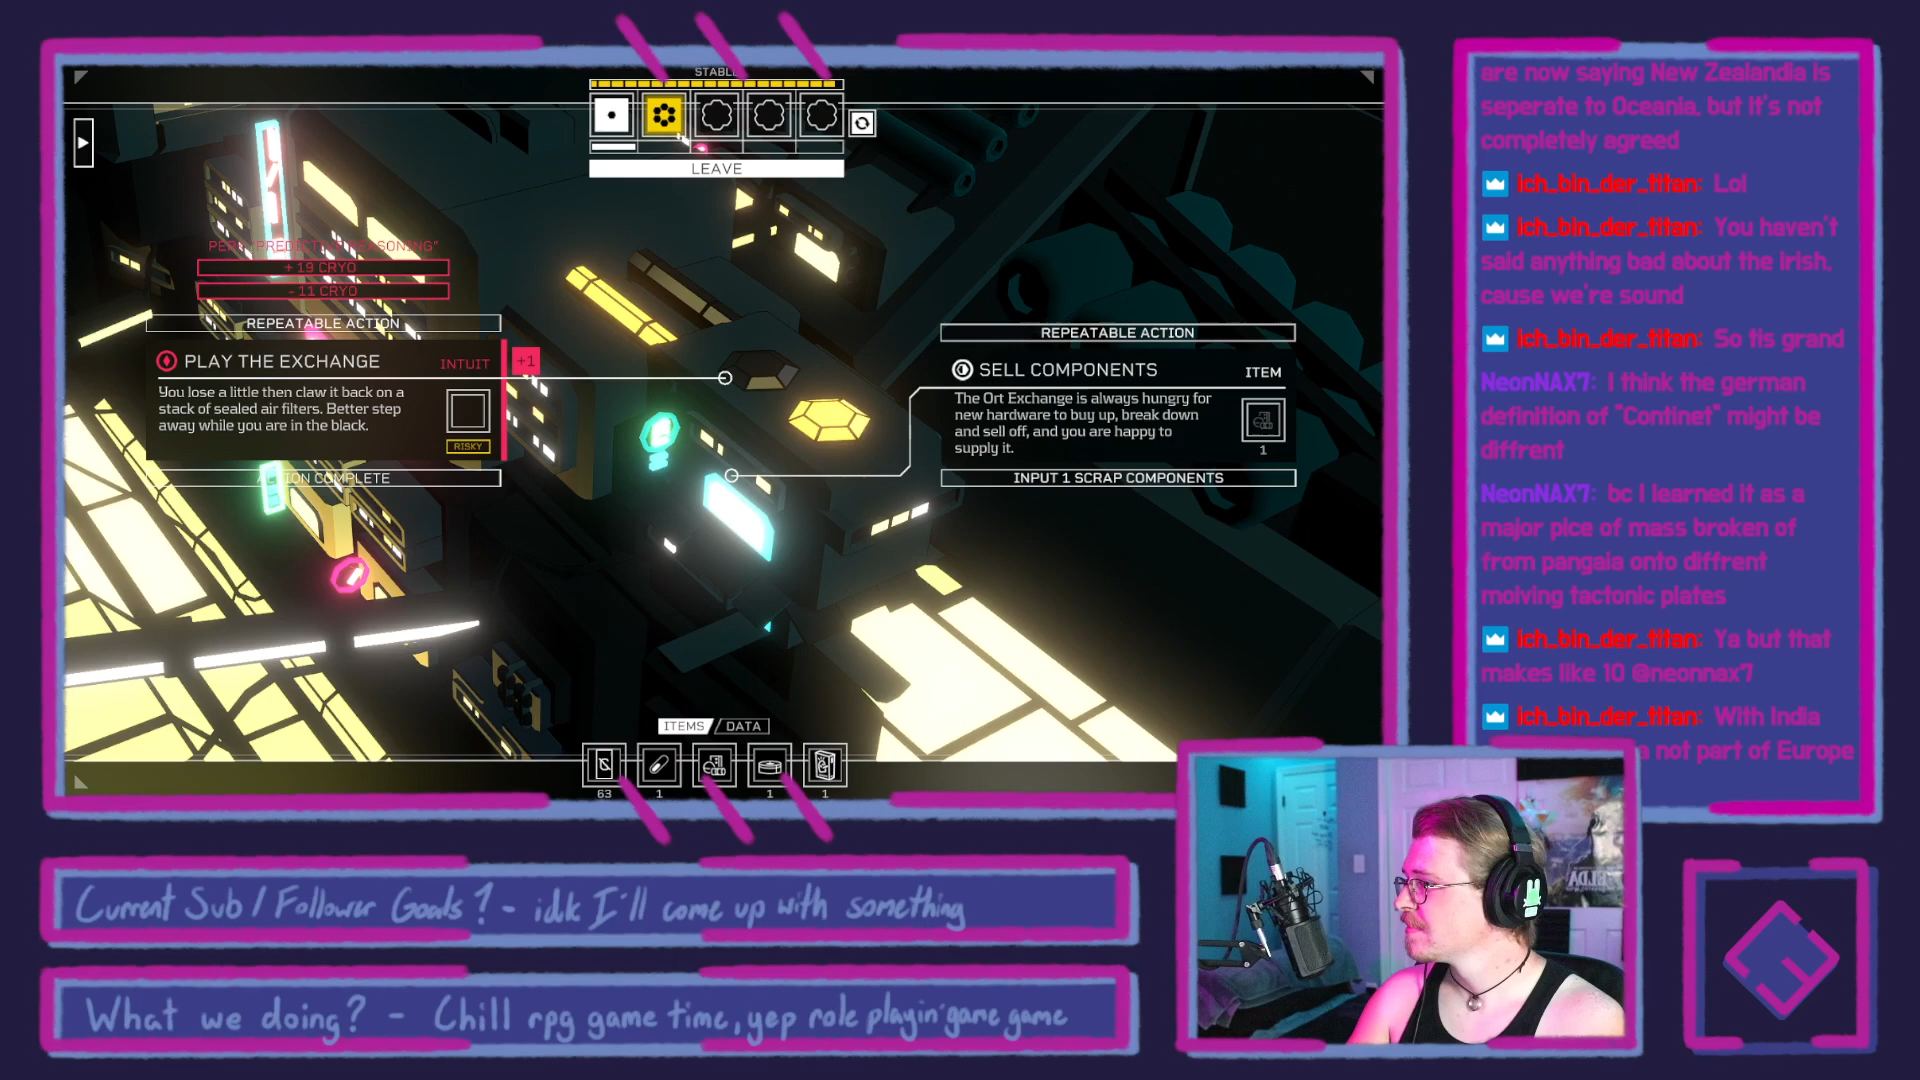 STABLE
LEAVE
PERK "PREDICTIVE REASONING"
+ 19 CRYO
- 11 CRYO
REPEATABLE ACTION
PLAY THE EXCHANGE
INTUIT
+1
You lose a little then claw it back on a
stack of sealed air filters. Better step
away while you are in the black.
RISKY
ACTION COMPLETE
REPEATABLE ACTION
SELL COMPONENTS
ITEM
The Ort Exchange is always hungry for
new hardware to buy up, break down
and sell off, and you are happy to
supply it.
1
INPUT 1 SCRAP COMPONENTS
ITEMS
DATA
63
1
1
1
are now saying New Zealandia is
seperate to Oceania, but it's not
completely agreed
ich_bin_der_titan: Lol
ich_bin_der_titan: You haven't
said anything bad about the Irish,
cause we're sound
ich_bin_der_titan: So tis grand
NeonNAX7: I think the german
definition of "Continet" might be
diffrent
NeonNAX7: bc I learned it as a
major pice of mass broken of
from pangaia onto diffrent
moiving tactonic plates
ich_bin_der_titan: Ya but that
makes like 10 @neonnax7
ich_bin_der_titan: With India
not part of Europe
Current Sub / Follower Goals? - idk I'll come up with something
What we doing? - Chill rpg game time, yep role playin' game game
ZELDA